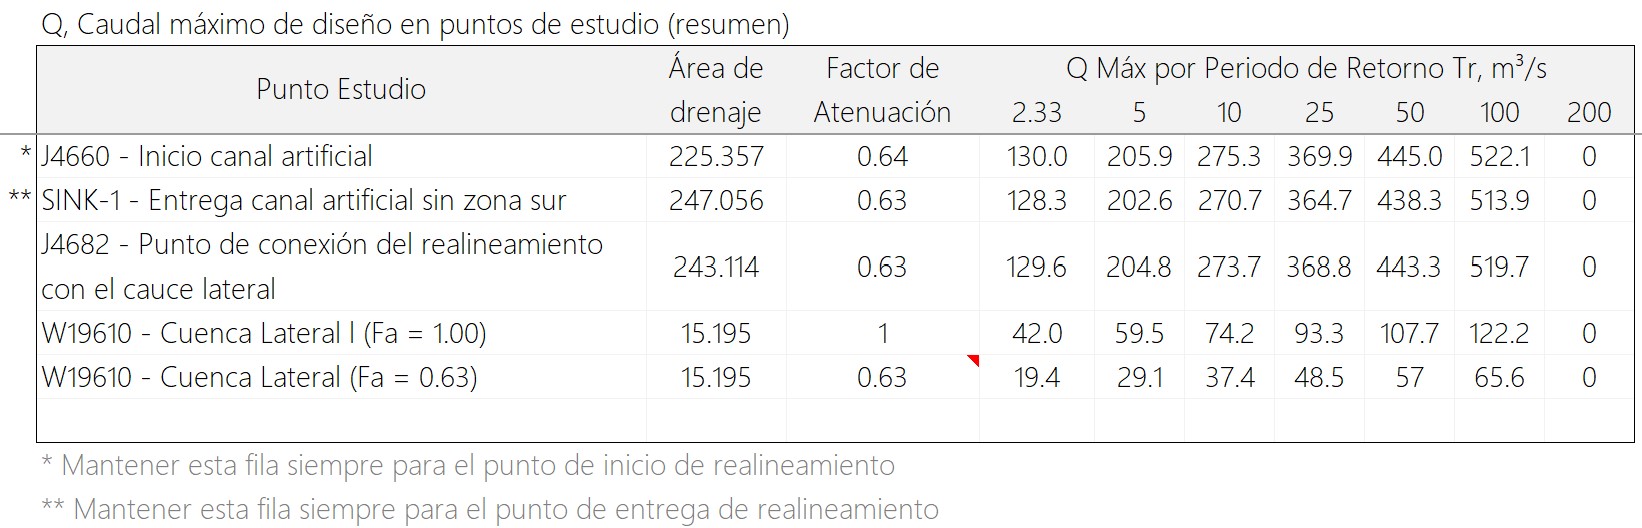 Q, Caudal máximo de diseño en puntos de estudio (resumen)
Punto Estudio Área de drenaje Factor de Atenuación Q Máx por Periodo de Retorno Tr, m³/s
2.33 5 10 25 50 100 200
* J4660 - Inicio canal artificial 225.357 0.64 130.0 205.9 275.3 369.9 445.0 522.1 0
** SINK-1 - Entrega canal artificial sin zona sur 247.056 0.63 128.3 202.6 270.7 364.7 438.3 513.9 0
J4682 - Punto de conexión del realineamiento
con el cauce lateral 243.114 0.63 129.6 204.8 273.7 368.8 443.3 519.7 0
W19610 - Cuenca Lateral l (Fa = 1.00) 15.195 1 42.0 59.5 74.2 93.3 107.7 122.2 0
W19610 - Cuenca Lateral (Fa = 0.63) 15.195 0.63 19.4 29.1 37.4 48.5 57 65.6 0
* Mantener esta fila siempre para el punto de inicio de realineamiento
** Mantener esta fila siempre para el punto de entrega de realineamiento